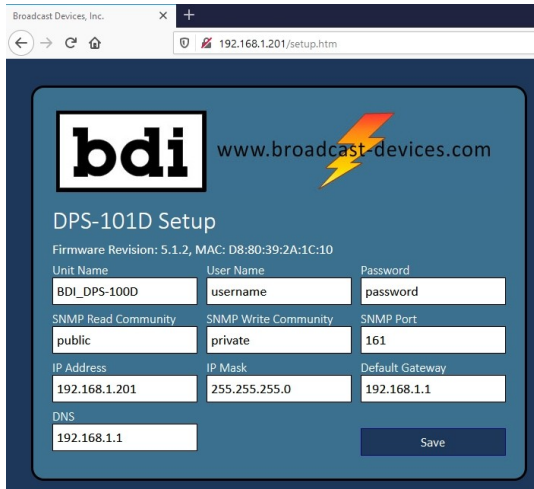 Broadcast Devices, Inc.
192.168.1.201/setup.htm
bdi www.broadcast-devices.com
DPS-101D Setup
Firmware Revision: 5.1.2, MAC: D8:80:39:2A:1C:10
Unit Name User Name Password
BDI_DPS-100D username password
SNMP Read Community SNMP Write Community SNMP Port
public private 161
IP Address IP Mask Default Gateway
192.168.1.201 255.255.255.0 192.168.1.1
DNS
192.168.1.1
Save